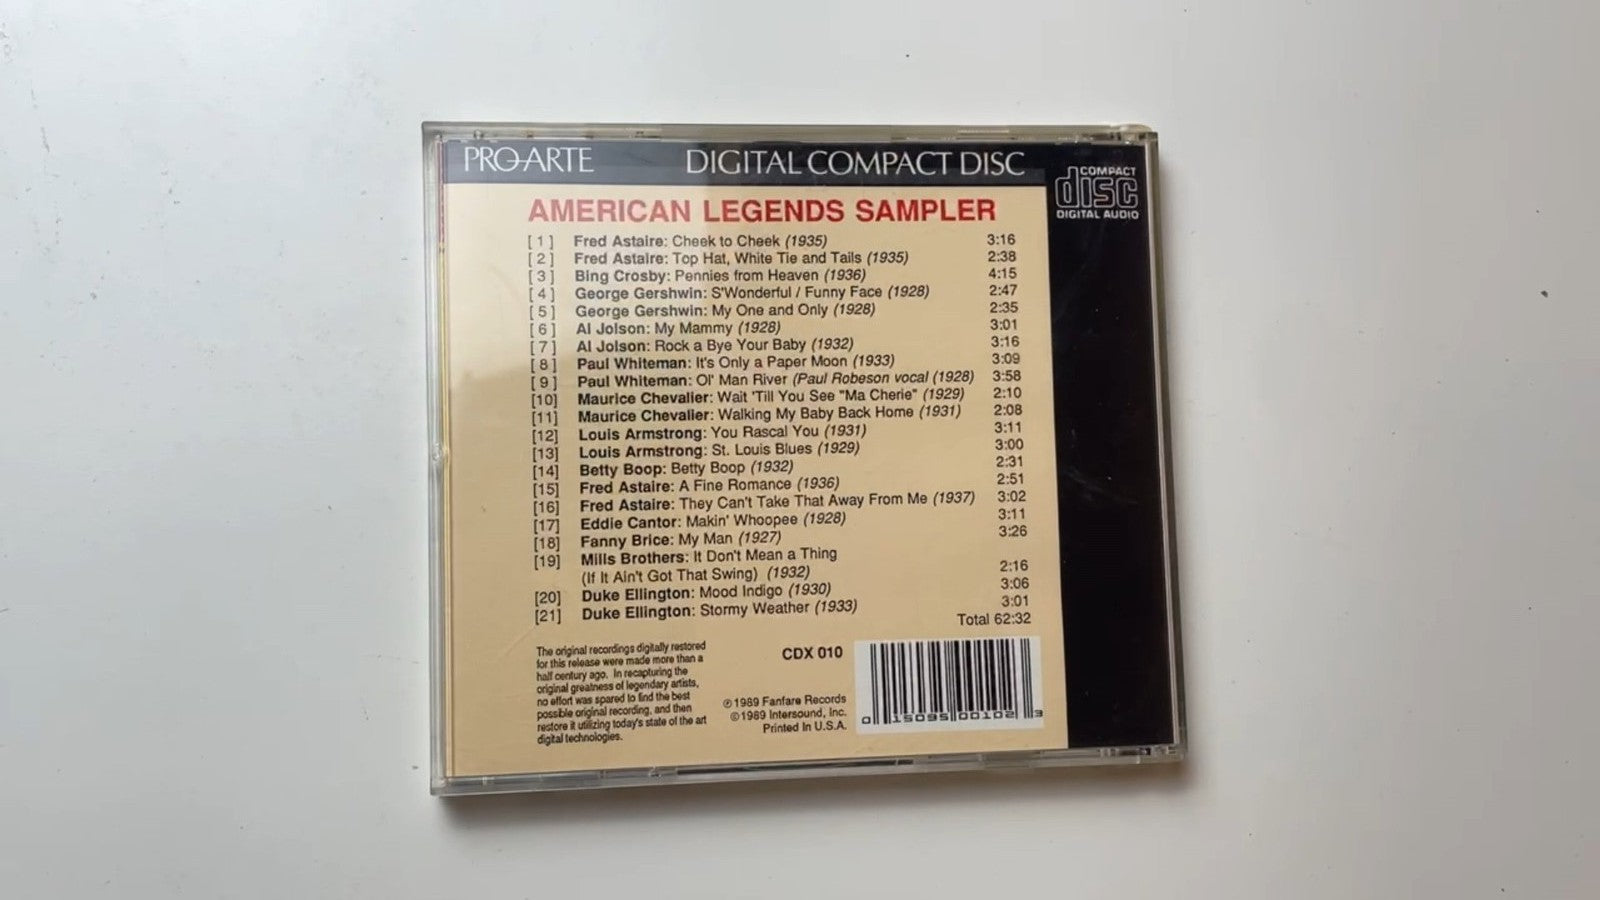 PRO-ARTE DIGITAL COMPACT DISC
COMPACT
disc
DIGITAL AUDIO
AMERICAN LEGENDS SAMPLER
[ 1 ] Fred Astaire: Cheek to Cheek (1935) 3:16
[ 2 ] Fred Astaire: Top Hat, White Tie and Tails (1935) 2:38
[ 3 ] Bing Crosby: Pennies from Heaven (1936) 4:15
[ 4 ] George Gershwin: S'Wonderful / Funny Face (1928) 2:47
[ 5 ] George Gershwin: My One and Only (1928) 2:35
[ 6 ] Al Jolson: My Mammy (1928) 3:01
[ 7 ] Al Jolson: Rock a Bye Your Baby (1932) 3:16
[ 8 ] Paul Whiteman: It's Only a Paper Moon (1933) 3:09
[ 9 ] Paul Whiteman: Ol' Man River (Paul Robeson vocal (1928) 3:58
[10] Maurice Chevalier: Wait 'Till You See "Ma Cherie" (1929) 2:10
[11] Maurice Chevalier: Walking My Baby Back Home (1931) 2:08
[12] Louis Armstrong: You Rascal You (1931) 3:11
[13] Louis Armstrong: St. Louis Blues (1929) 3:00
[14] Betty Boop: Betty Boop (1932) 2:31
[15] Fred Astaire: A Fine Romance (1936) 2:51
[16] Fred Astaire: They Can't Take That Away From Me (1937) 3:02
[17] Eddie Cantor: Makin' Whoopee (1928) 3:11
[18] Fanny Brice: My Man (1927) 3:26
[19] Mills Brothers: It Don't Mean a Thing
(If It Ain't Got That Swing) (1932) 2:16
[20] Duke Ellington: Mood Indigo (1930) 3:06
[21] Duke Ellington: Stormy Weather (1933) 3:01
Total 62:32
The original recordings digitally restored
for this release were made more than a
half century ago. In recapturing the
original greatness of legendary artists,
no effort was spared to find the best
possible original recording, and then
restore it utilizing today's state of the art
digital technologies.
CDX 010
℗1989 Fanfare Records
©1989 Intersound, Inc.
Printed In U.S.A.
0 15095 00102 3